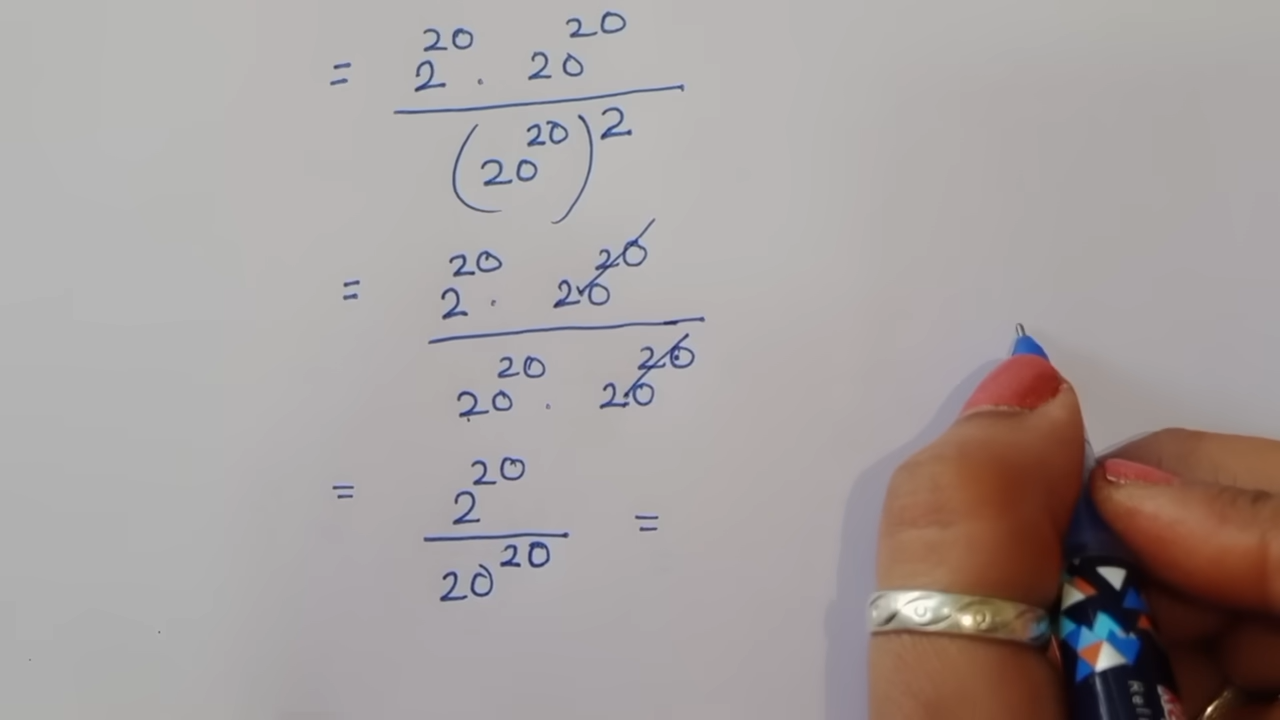 = 2^20 . 20^20
(20^20)^2
= 2^20 . 20^20
20^20 . 20^20
= 2^20 =
20^20